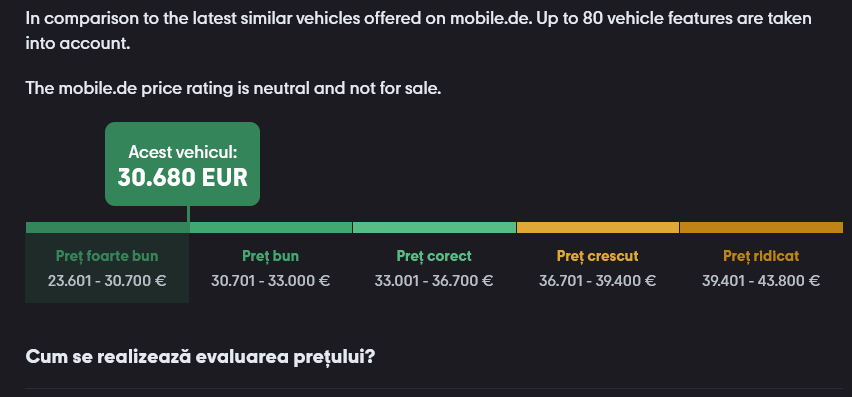 In comparison to the latest similar vehicles offered on mobile.de. Up to 80 vehicle features are taken
into account.
The mobile.de price rating is neutral and not for sale.
Acest vehicul:
30.680 EUR
Preț foarte bun
23.601 - 30.700 €
Preț bun
30.701 - 33.000 €
Preț corect
33.001 - 36.700 €
Preț crescut
36.701 - 39.400 €
Preț ridicat
39.401 - 43.800 €
Cum se realizează evaluarea prețului?